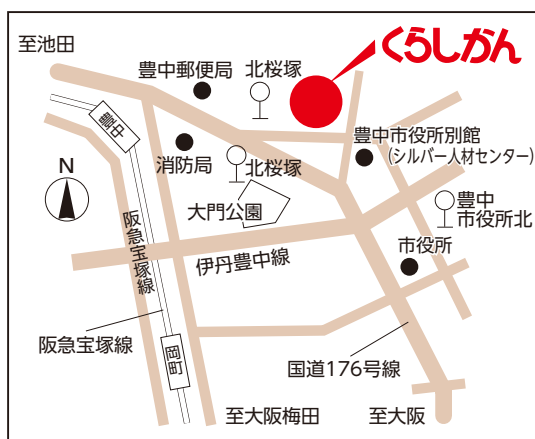 至池田
くらしかん
豊中郵便局
北桜塚
豊中
消防局
北桜塚
豊中市役所別館
(シルバー人材センター)
N
大門公園
豊中
市役所北
阪急宝塚線
伊丹豊中線
市役所
阪急宝塚線
岡町
国道176号線
至大阪梅田
至大阪